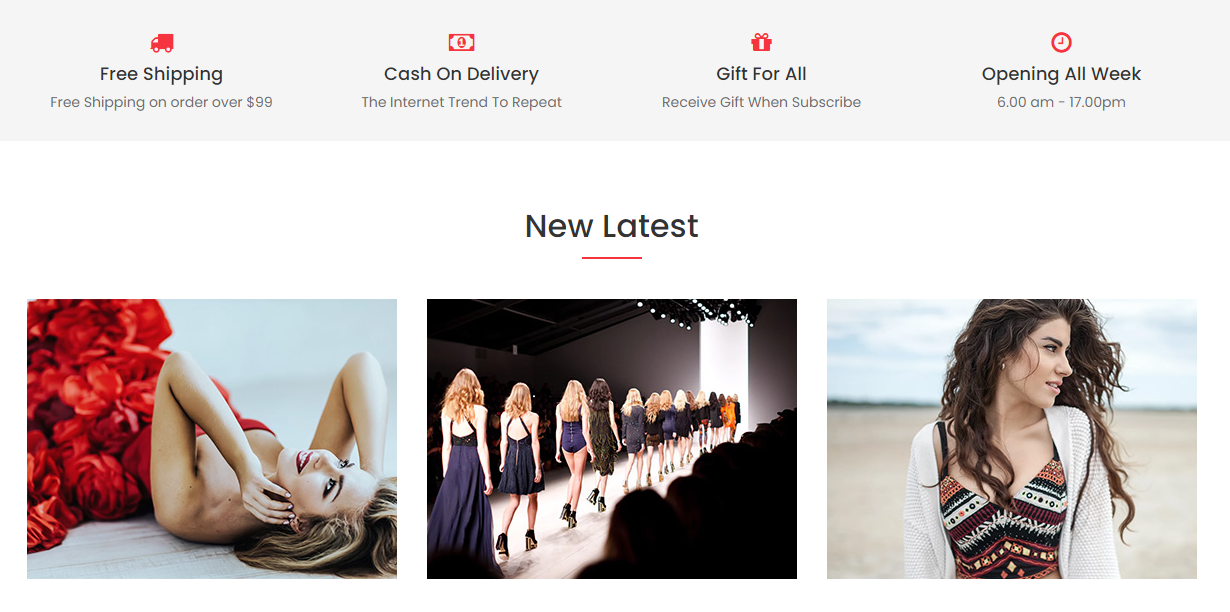 Free Shipping
Free Shipping on order over $99
Cash On Delivery
The Internet Trend To Repeat
Gift For All
Receive Gift When Subscribe
Opening All Week
6.00 am - 17.00pm
New Latest